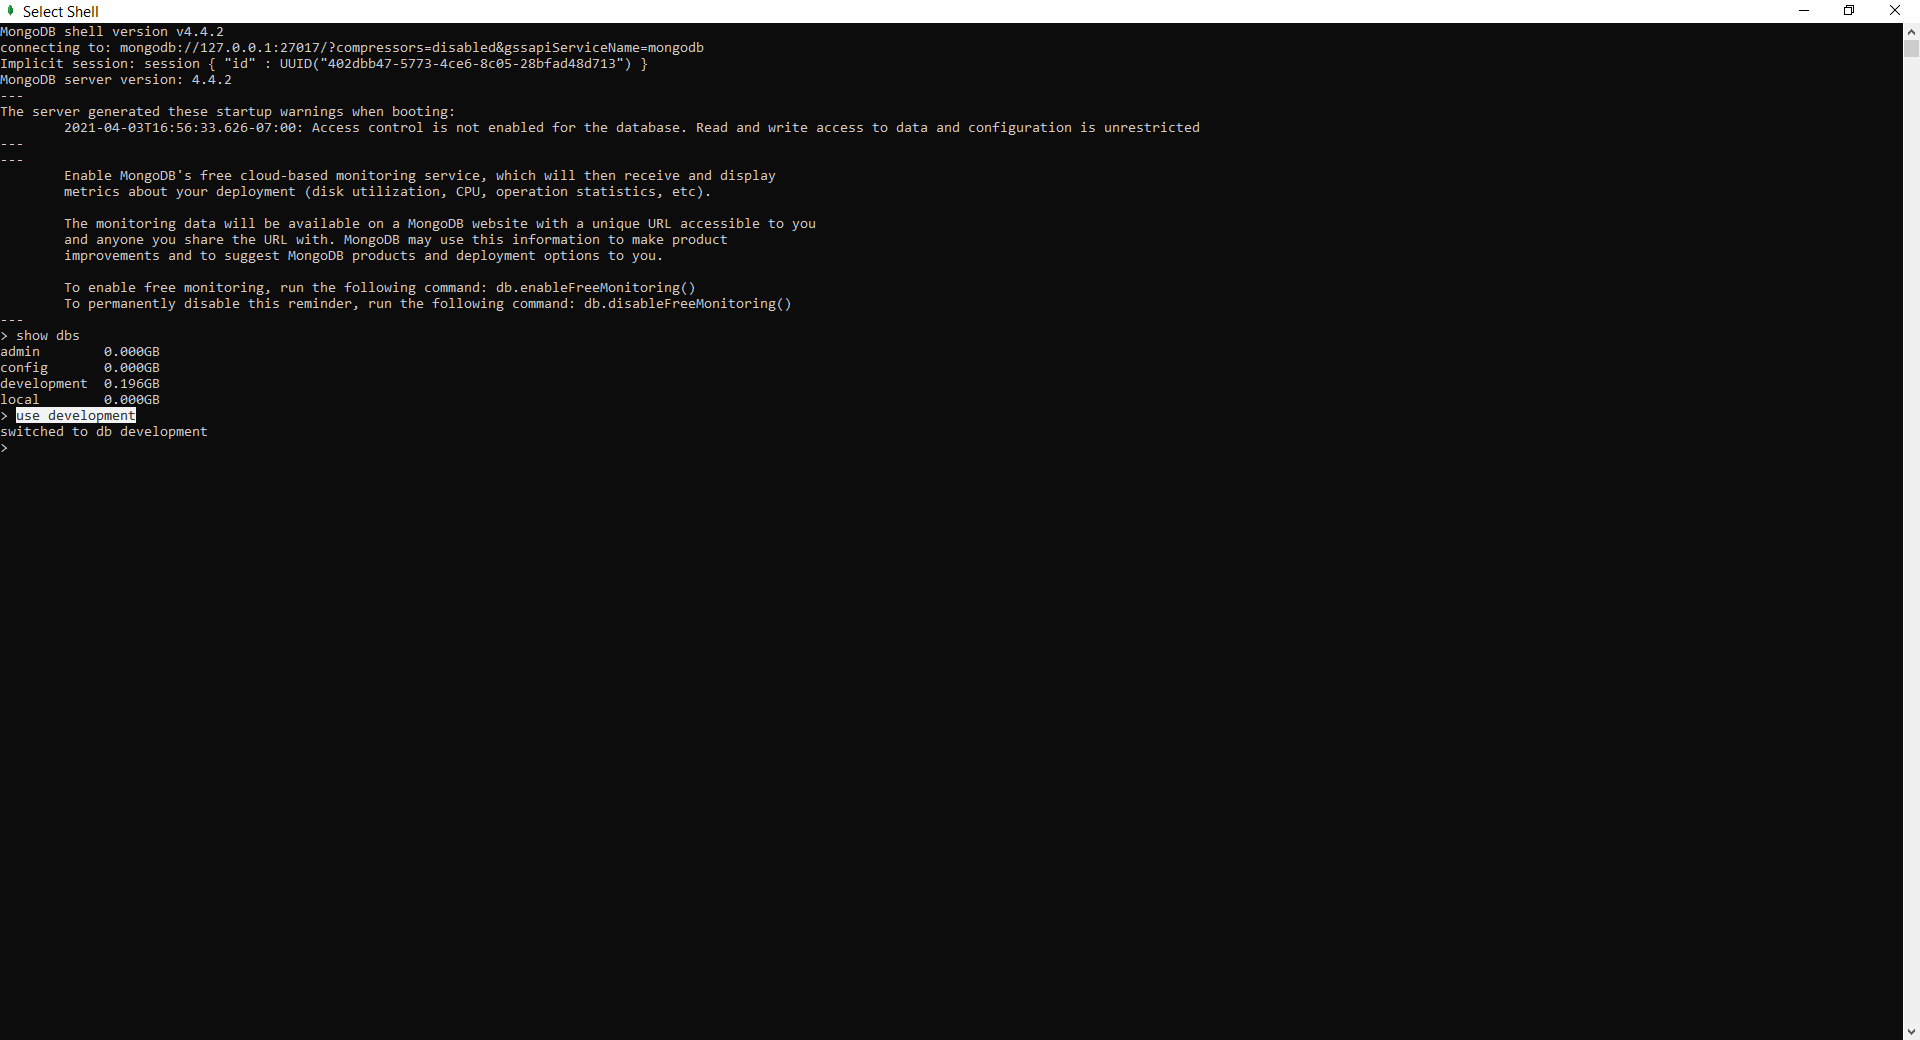 Select Shell
MongoDB shell version v4.4.2
connecting to: mongodb://127.0.0.1:27017/?compressors=disabled&gssapiServiceName=mongodb
Implicit session: session { "id" : UUID("402dbb47-5773-4ce6-8c05-28bfad48d713") }
MongoDB server version: 4.4.2
---
The server generated these startup warnings when booting:
        2021-04-03T16:56:33.626-07:00: Access control is not enabled for the database. Read and write access to data and configuration is unrestricted
---
---
        Enable MongoDB's free cloud-based monitoring service, which will then receive and display
        metrics about your deployment (disk utilization, CPU, operation statistics, etc).

        The monitoring data will be available on a MongoDB website with a unique URL accessible to you
        and anyone you share the URL with. MongoDB may use this information to make product
        improvements and to suggest MongoDB products and deployment options to you.

        To enable free monitoring, run the following command: db.enableFreeMonitoring()
        To permanently disable this reminder, run the following command: db.disableFreeMonitoring()
---
> show dbs
admin        0.000GB
config       0.000GB
development  0.196GB
local        0.000GB
> use development
switched to db development
>